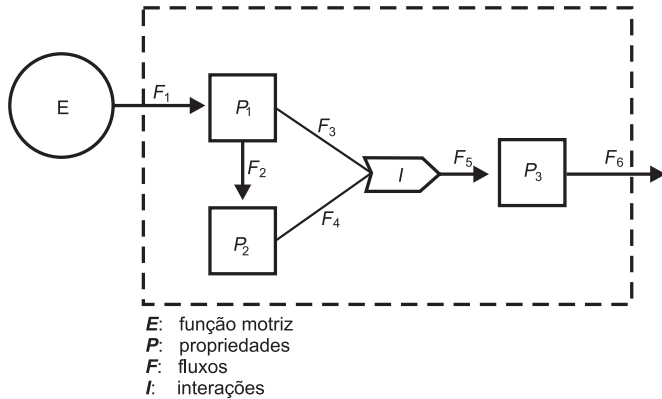 E
F1
P1
F3
F2
P2
F4
I
F5
P3
F6
E: função motriz
P: propriedades
F: fluxos
I: interações